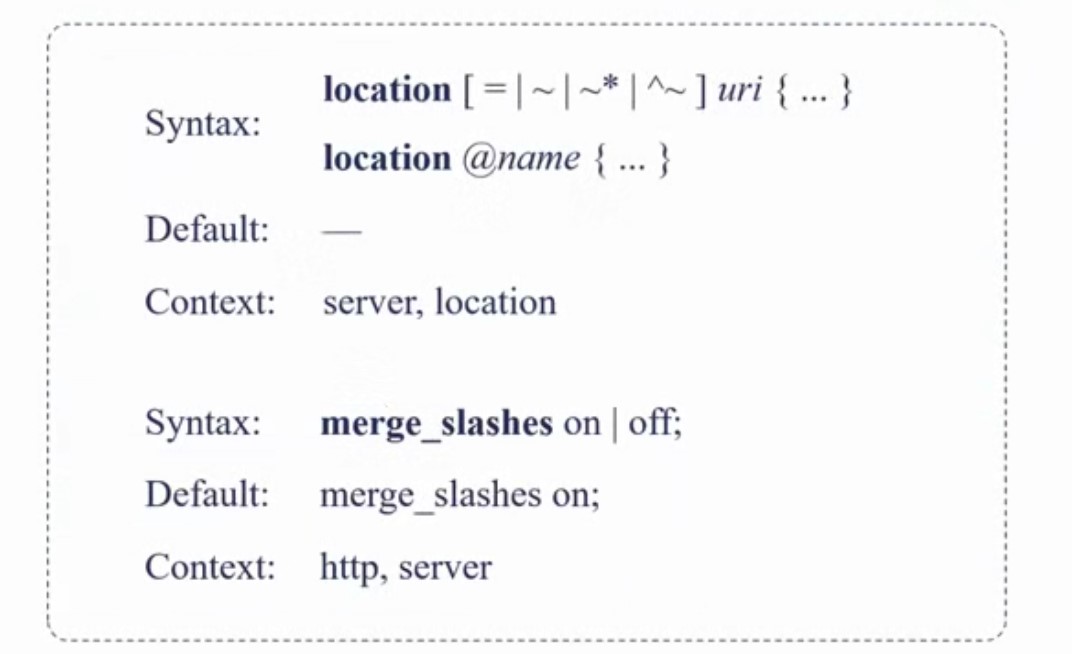 Syntax: location [ = | ~ | ~* | ^~ ] uri { ... }
location @name { ... }
Default: —
Context: server, location
Syntax: merge_slashes on | off;
Default: merge_slashes on;
Context: http, server